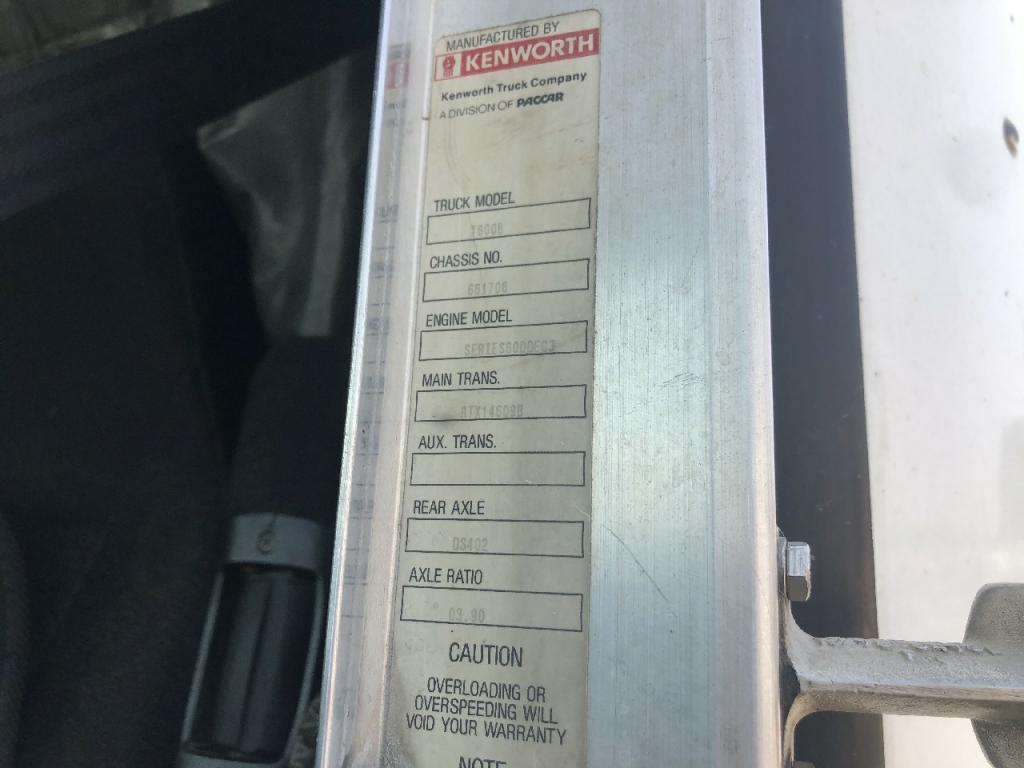 MANUFACTURED BY
KENWORTH
Kenworth Truck Company
A DIVISION OF PACCAR
TRUCK MODEL
T600B
CHASSIS NO.
661706
ENGINE MODEL
MAIN TRANS.
RTX14609B
AUX. TRANS.
REAR AXLE
DS402
AXLE RATIO
03.90
CAUTION
OVERLOADING OR
OVERSPEEDING WILL
VOID YOUR WARRANTY
NOTE